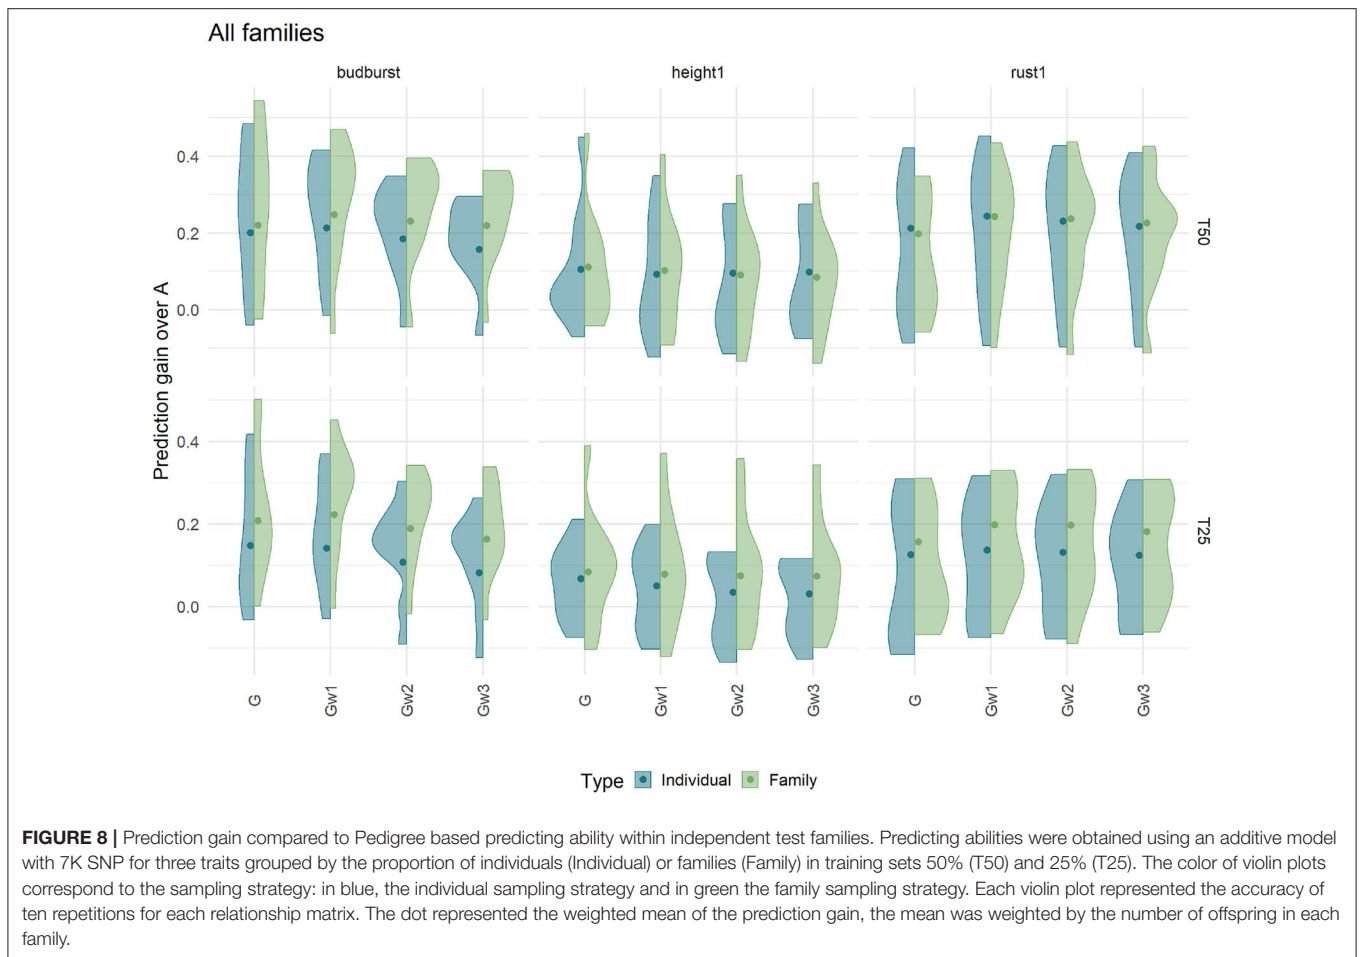 All families
budburst
height1
rust1
Prediction gain over A
0.4
0.2
0.0
T50
0.4
0.2
0.0
T25
G
Gw1
Gw2
Gw3
G
Gw1
Gw2
Gw3
G
Gw1
Gw2
Gw3
Type Individual Family
FIGURE 8 | Prediction gain compared to Pedigree based predicting ability within independent test families. Predicting abilities were obtained using an additive model
with 7K SNP for three traits grouped by the proportion of individuals (Individual) or families (Family) in training sets 50% (T50) and 25% (T25). The color of violin plots
correspond to the sampling strategy: in blue, the individual sampling strategy and in green the family sampling strategy. Each violin plot represented the accuracy of
ten repetitions for each relationship matrix. The dot represented the weighted mean of the prediction gain, the mean was weighted by the number of offspring in each
family.